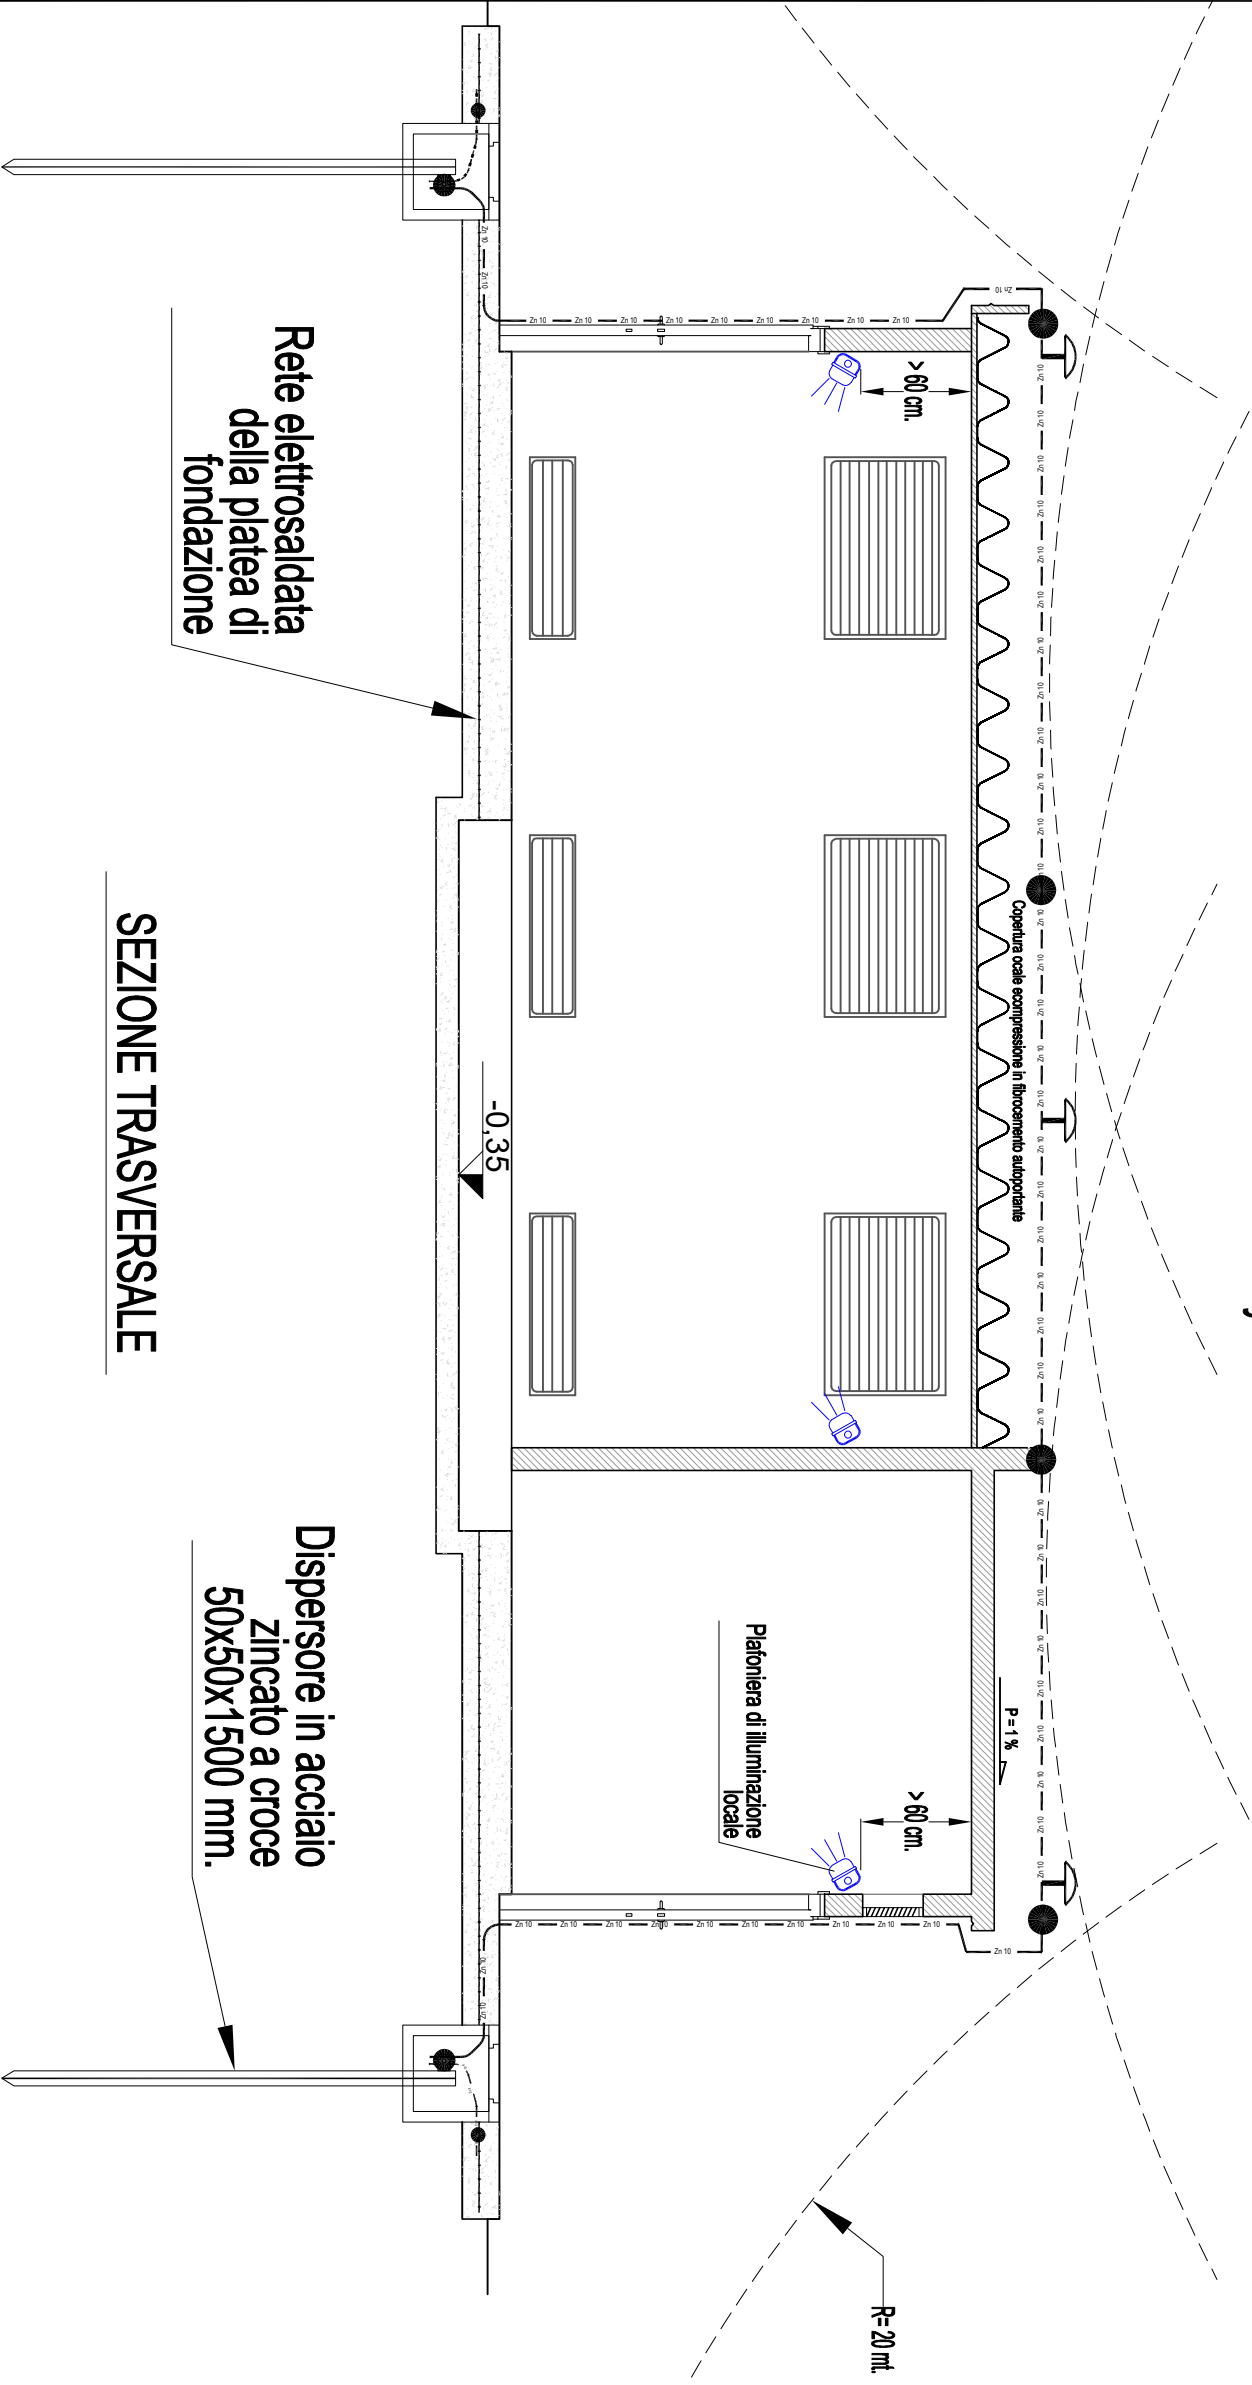 R= 20 mt.
P = 1 %
Copertura ocale ecompressione in fibrocemento autoportante
> 60 cm.
> 60 cm.
Plafoniera di illuminazione
locale
Zn 10
-0,35
Rete elettrosaldata
della platea di
fondazione
Dispersore in acciaio
zincato a croce
50x50x1500 mm.
SEZIONE TRASVERSALE